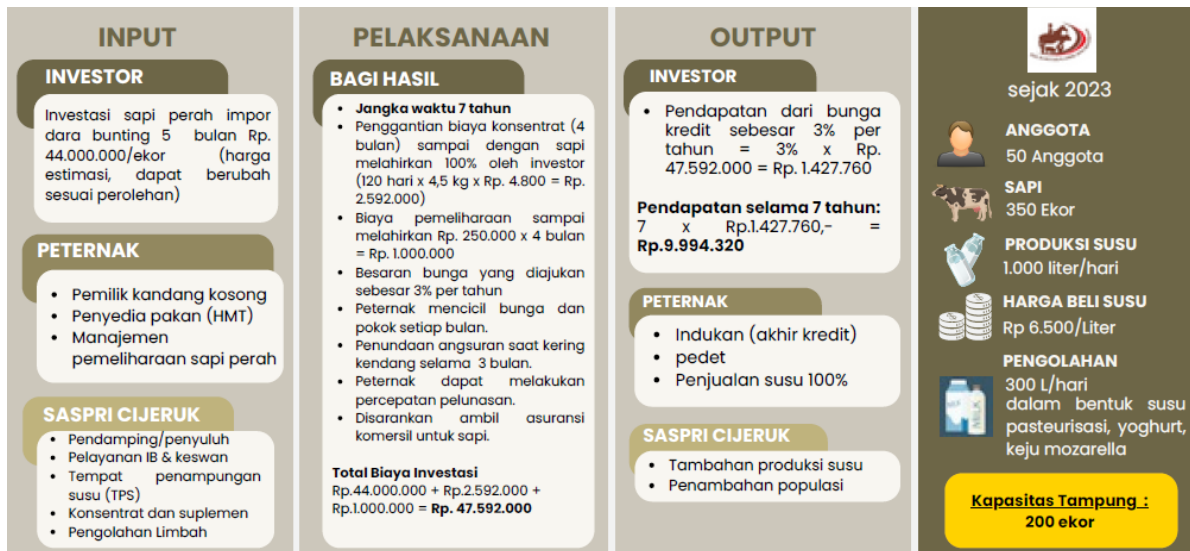 INPUT
INVESTOR
Investasi sapi perah impor
dara bunting 5 bulan Rp.
44.000.000/ekor (harga
estimasi, dapat berubah
sesuai perolehan)
PETERNAK
• Pemilik kandang kosong
• Penyedia pakan (HMT)
• Manajemen
pemeliharaan sapi perah
SASPRI CIJERUK
• Pendamping/penyuluh
• Pelayanan IB & keswan
• Tempat penampungan
susu (TPS)
• Konsentrat dan suplemen
• Pengolahan Limbah
PELAKSANAAN
BAGI HASIL
• Jangka waktu 7 tahun
• Penggantian biaya konsentrat (4
bulan) sampai dengan sapi
melahirkan 100% oleh investor
(120 hari x 4,5 kg x Rp. 4.800 = Rp.
2.592.000)
• Biaya pemeliharaan sampai
melahirkan Rp. 250.000 x 4 bulan
= Rp. 1.000.000
• Besaran bunga yang diajukan
sebesar 3% per tahun
• Peternak mencicil bunga dan
pokok setiap bulan.
• Penundaan angsuran saat kering
kendang selama 3 bulan.
• Peternak dapat melakukan
percepatan pelunasan.
• Disarankan ambil asuransi
komersil untuk sapi.
Total Biaya Investasi
Rp.44.000.000 + Rp.2.592.000 +
Rp.1.000.000 = Rp. 47.592.000
OUTPUT
INVESTOR
• Pendapatan dari bunga
kredit sebesar 3% per
tahun = 3% x Rp.
47.592.000 = Rp. 1.427.760
Pendapatan selama 7 tahun:
7 x Rp.1.427.760,- =
Rp.9.994.320
PETERNAK
• Indukan (akhir kredit)
• pedet
• Penjualan susu 100%
SASPRI CIJERUK
• Tambahan produksi susu
• Penambahan populasi
sejak 2023
ANGGOTA
50 Anggota
SAPI
350 Ekor
PRODUKSI SUSU
1.000 liter/hari
HARGA BELI SUSU
Rp 6.500/Liter
PENGOLAHAN
300 L/hari
dalam bentuk susu
pasteurisasi, yoghurt,
keju mozarella
Kapasitas Tampung :
200 ekor